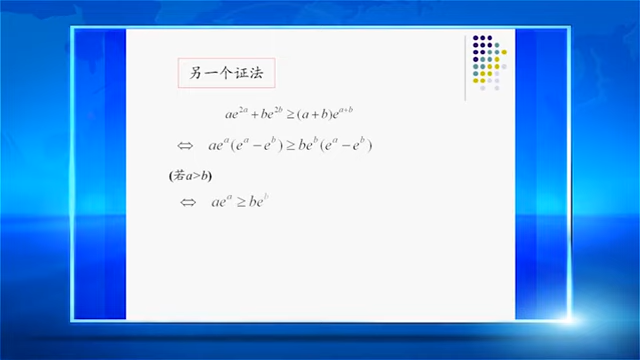 另一个证法
ae^{2a} + be^{2b} ≥ (a+b)e^{a+b}
⇔ ae^{a}(e^{a} − e^{b}) ≥ be^{b}(e^{a} − e^{b})
(若a>b)
⇔ ae^{a} ≥ be^{b}